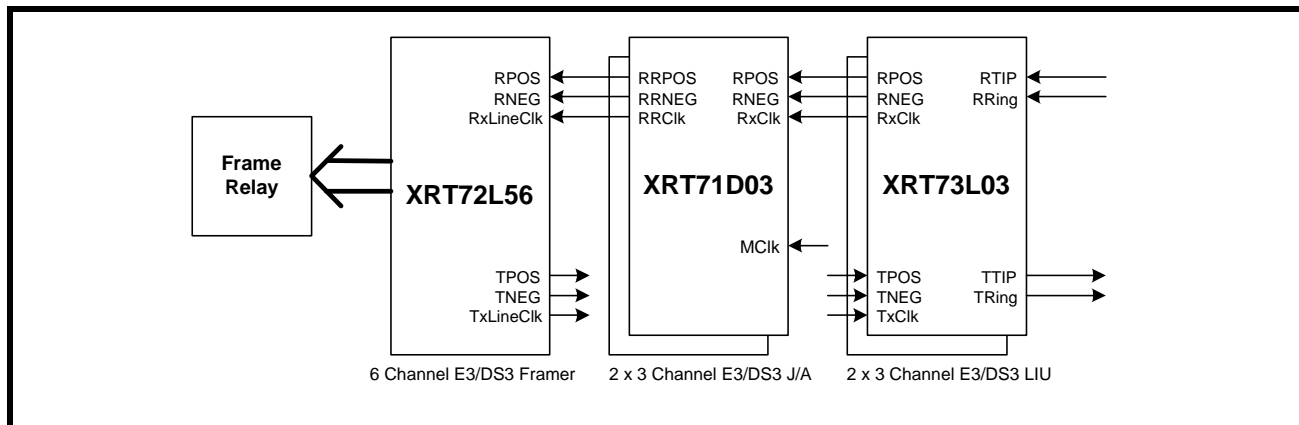 RPOS
RNEG
RxLineClk
RRPOS
RRNEG
RRClk
RPOS
RNEG
RxClk
RPOS
RNEG
RxClk
RTIP
RRing
Frame
Relay
XRT72L56
XRT71D03
XRT73L03
MClk
TPOS
TNEG
TxLineClk
TPOS
TNEG
TxClk
TTIP
TRing
6 Channel E3/DS3 Framer
2 x 3 Channel E3/DS3 J/A
2 x 3 Channel E3/DS3 LIU